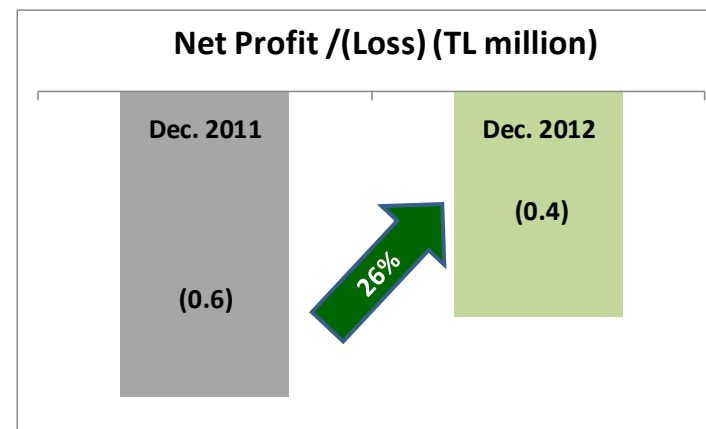 Net Profit /(Loss) (TL million)
Dec. 2011
Dec. 2012
(0.4)
26%
(0.6)